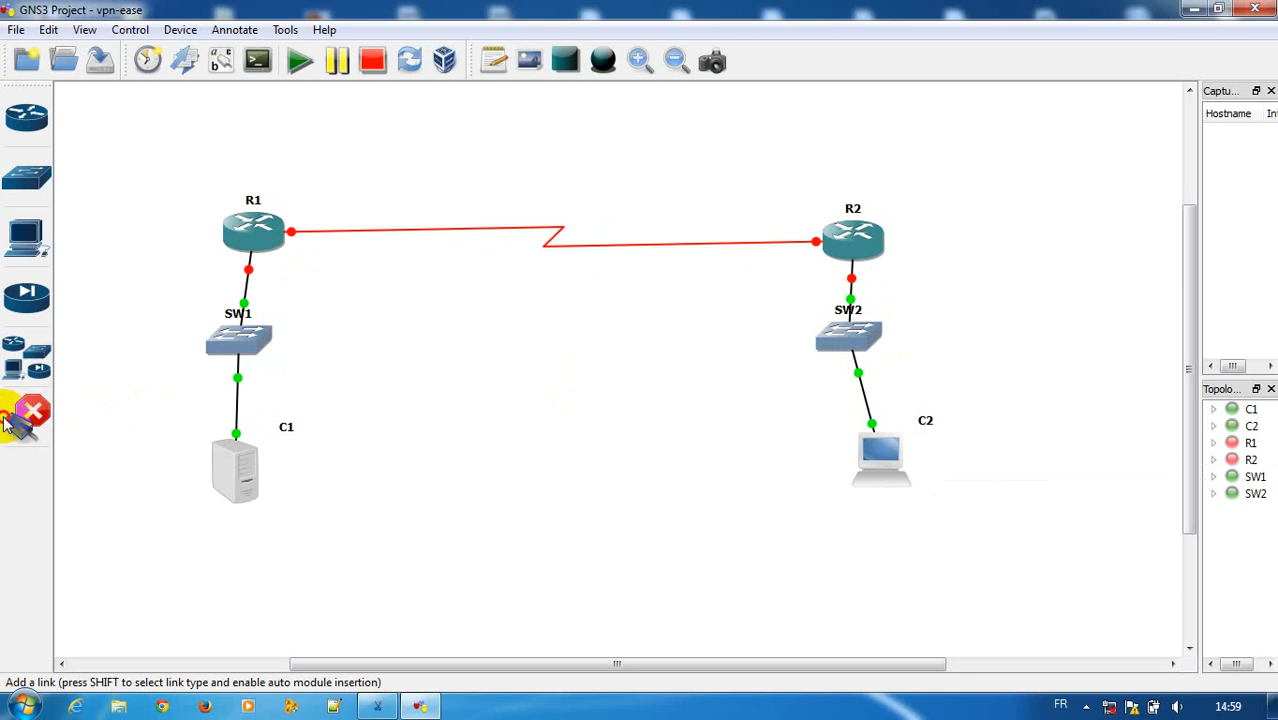 GNS3 Project - vpn-ease
File Edit View Control Device Annotate Tools Help
Captu...
Hostname In
R1
R2
SW1
SW2
C1
C2
Topolo...
C1
C2
R1
R2
SW1
SW2
Add a link (press SHIFT to select link type and enable auto module insertion)
FR 14:59